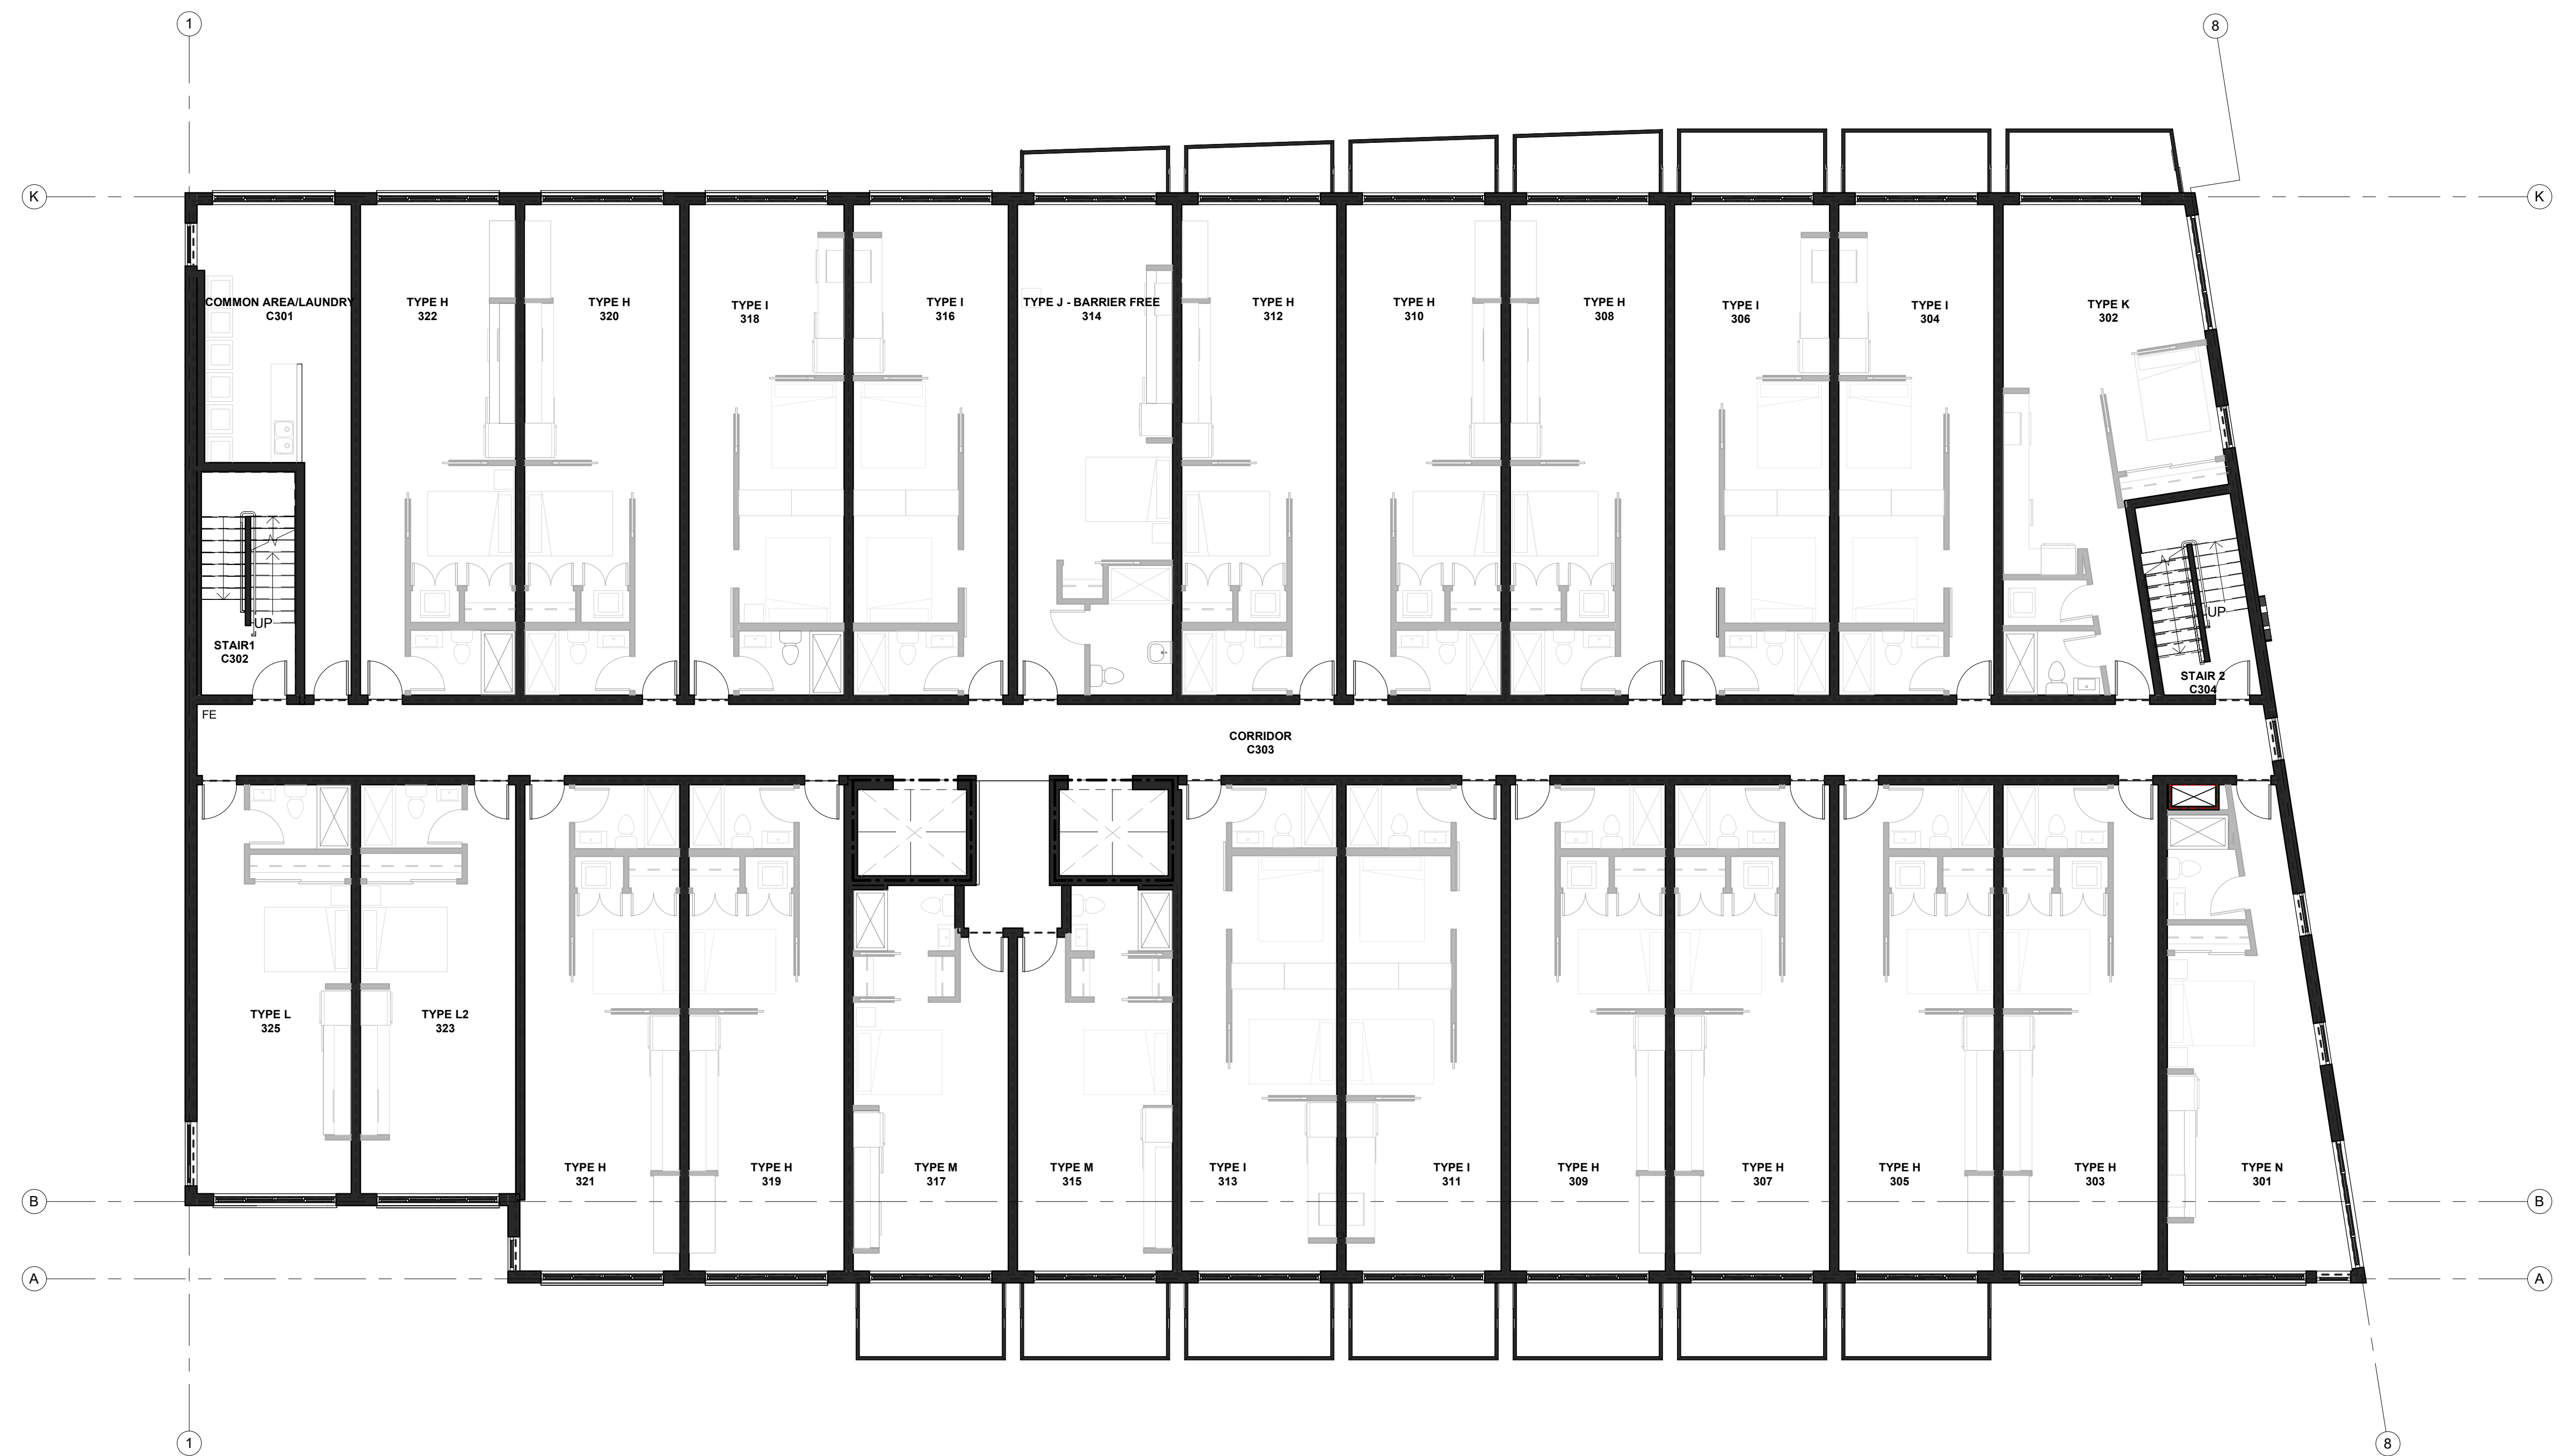 1
8
K
K
COMMON AREA/LAUNDRY
C301
TYPE H
322
TYPE H
320
TYPE I
318
TYPE I
316
TYPE J - BARRIER FREE
314
TYPE H
312
TYPE H
310
TYPE H
308
TYPE I
306
TYPE I
304
TYPE K
302
UP
STAIR1
C302
UP
STAIR 2
C304
FE
CORRIDOR
C303
TYPE L
325
TYPE L2
323
TYPE H
321
TYPE H
319
TYPE M
317
TYPE M
315
TYPE I
313
TYPE I
311
TYPE H
309
TYPE H
307
TYPE H
305
TYPE H
303
TYPE N
301
B
B
A
A
1
8